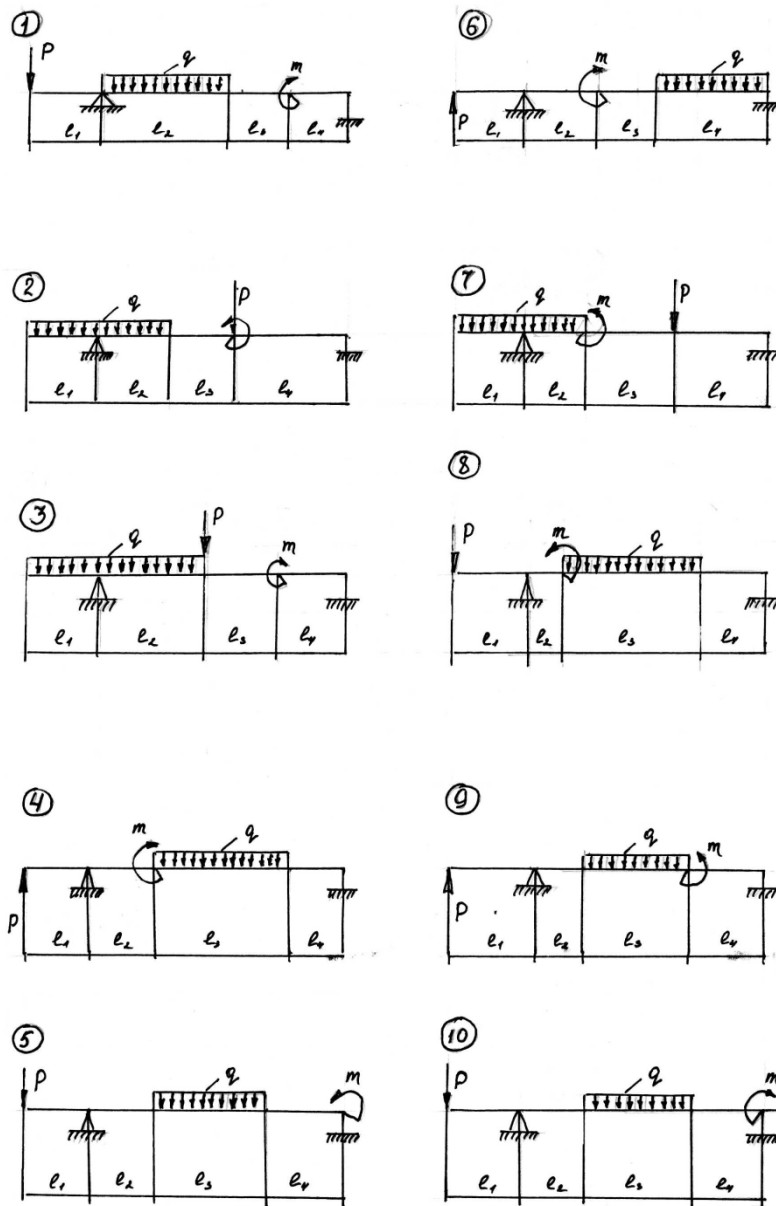 1
P
q
m
ℓ₁ ℓ₂ ℓ₃ ℓ₄
2
q
P
ℓ₁ ℓ₂ ℓ₃ ℓ₄
3
q
P
m
ℓ₁ ℓ₂ ℓ₃ ℓ₄
4
m
q
P
ℓ₁ ℓ₂ ℓ₃ ℓ₄
5
P
q
m
ℓ₁ ℓ₂ ℓ₃ ℓ₄
6
m
q
P
ℓ₁ ℓ₂ ℓ₃ ℓ₄
7
q
m
P
ℓ₁ ℓ₂ ℓ₃ ℓ₄
8
P
m
q
ℓ₁ ℓ₂ ℓ₃ ℓ₄
9
q
m
P
ℓ₁ ℓ₂ ℓ₃ ℓ₄
10
P
q
m
ℓ₁ ℓ₂ ℓ₃ ℓ₄